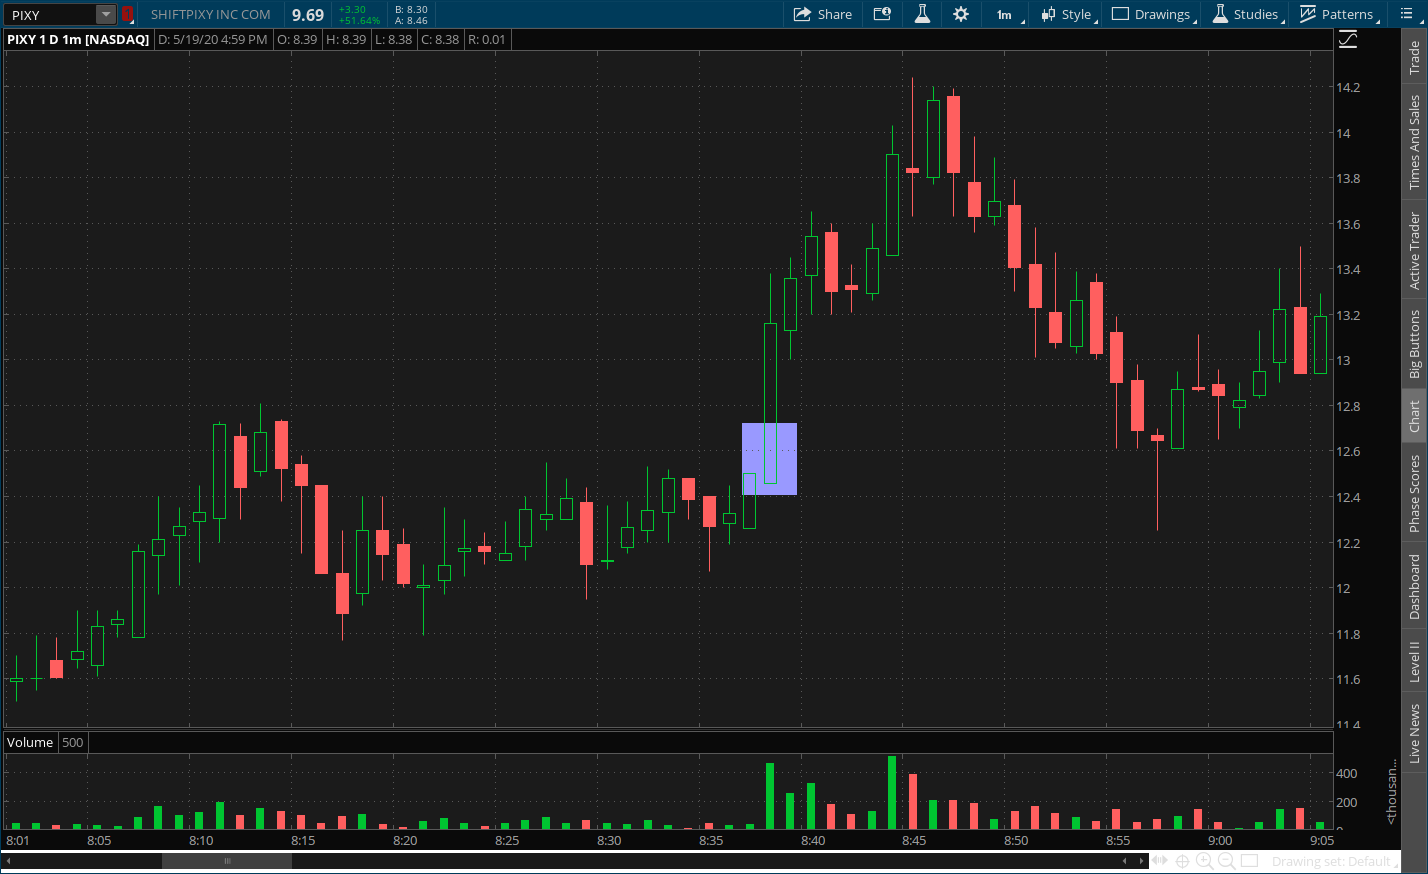 PIXY 1 SHIFTPIXY INC COM 9.69 +3.30 B: 8.30 Share 1m Style Drawings Studies Patterns
+51.64% A: 8.46
PIXY 1 D 1m [NASDAQ] D: 5/19/20 4:59 PM O: 8.39 H: 8.39 L: 8.38 C: 8.38 R: 0.01
14.2
14
13.8
13.6
13.4
13.2
13
12.8
12.6
12.4
12.2
12
11.8
11.6
11.4
Volume 500
400
200
0
<thousan...
8:01 8:05 8:10 8:15 8:20 8:25 8:30 8:35 8:40 8:45 8:50 8:55 9:00 9:05
Drawing set: Default
Trade
Times And Sales
Active Trader
Big Buttons
Chart
Phase Scores
Dashboard
Level II
Live News